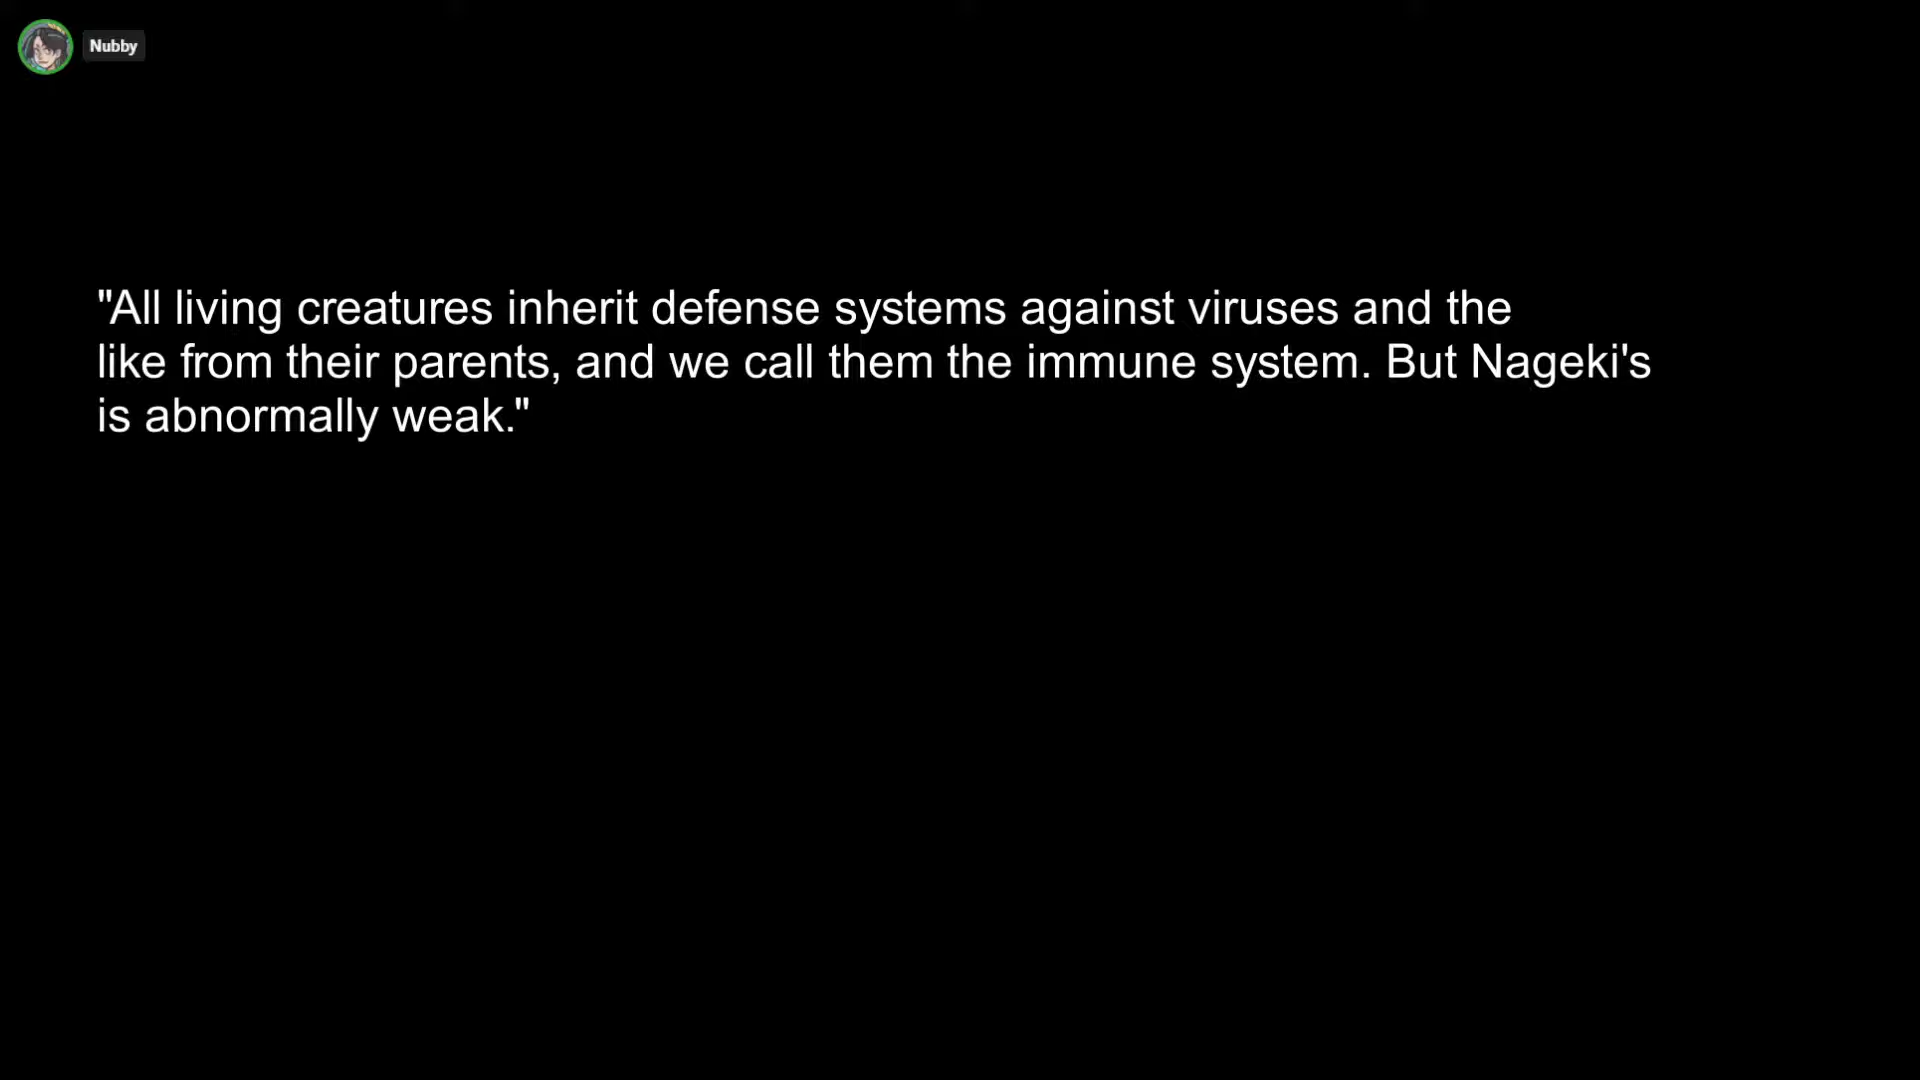 Nubby
"All living creatures inherit defense systems against viruses and the
like from their parents, and we call them the immune system. But Nageki's
is abnormally weak."